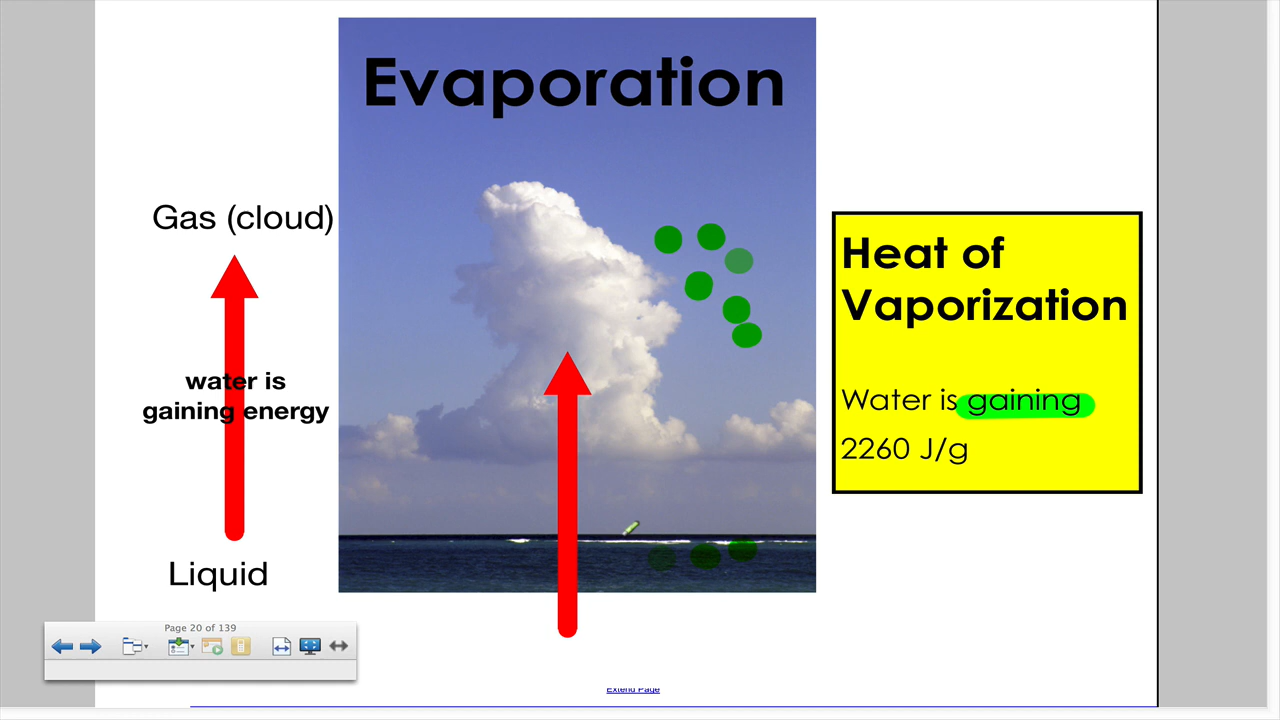 Evaporation
Gas (cloud)
water is
gaining energy
Liquid
Heat of
Vaporization
Water is gaining
2260 J/g
Page 20 of 139
Extend Page